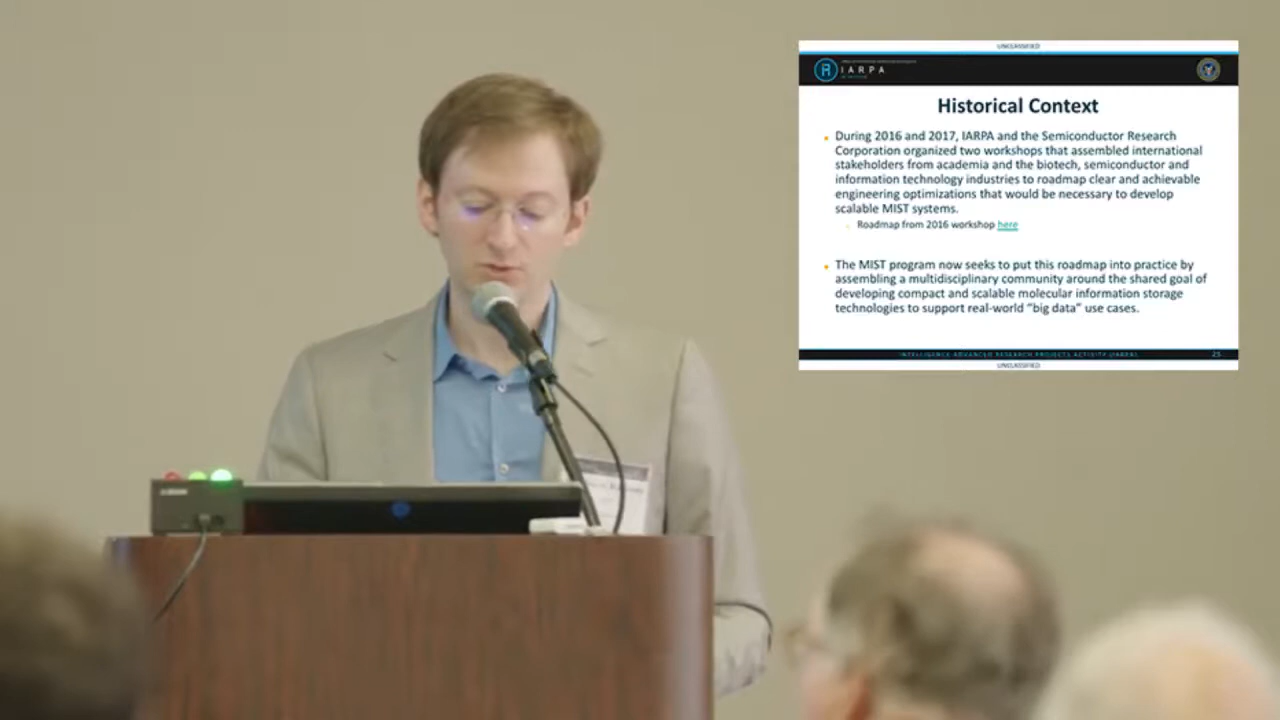 UNCLASSIFIED
IARPA
Historical Context
During 2016 and 2017, IARPA and the Semiconductor Research
Corporation organized two workshops that assembled international
stakeholders from academia and the biotech, semiconductor and
information technology industries to roadmap clear and achievable
engineering optimizations that would be necessary to develop
scalable MIST systems.
Roadmap from 2016 workshop here
The MIST program now seeks to put this roadmap into practice by
assembling a multidisciplinary community around the shared goal of
developing compact and scalable molecular information storage
technologies to support real-world “big data” use cases.
INTELLIGENCE ADVANCED RESEARCH PROJECTS ACTIVITY (IARPA) 25
UNCLASSIFIED